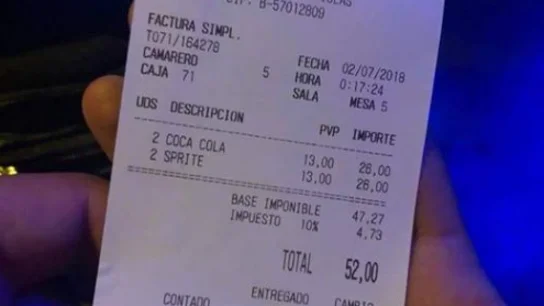 B-57012809
FACTURA SIMPL.
T071/164278
CAMARERO 5
CAJA 71
FECHA 02/07/2018
HORA 0:17:24
SALA MESA 5
UDS DESCRIPCION PVP IMPORTE
2 COCA COLA 13,00 26,00
2 SPRITE 13,00 26,00
BASE IMPONIBLE 47,27
IMPUESTO 10% 4,73
TOTAL 52,00
CONTADO ENTREGADO CAMBIO